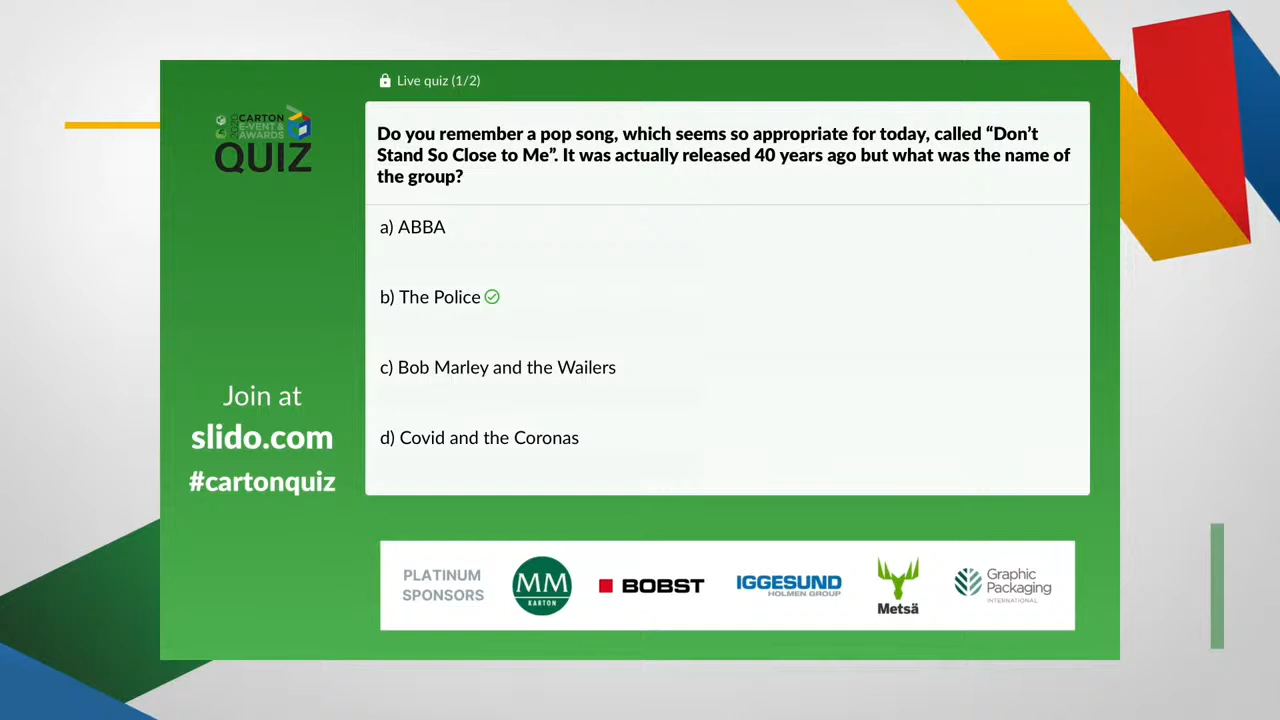 Live quiz (1/2)
2020
CARTON
E-VENT &
AWARDS
QUIZ
Do you remember a pop song, which seems so appropriate for today, called “Don’t
Stand So Close to Me”. It was actually released 40 years ago but what was the name of
the group?
a) ABBA
b) The Police
c) Bob Marley and the Wailers
d) Covid and the Coronas
Join at
slido.com
#cartonquiz
PLATINUM
SPONSORS
MM
KARTON
BOBST
IGGESUND
HOLMEN GROUP
Metsä
Graphic
Packaging
INTERNATIONAL